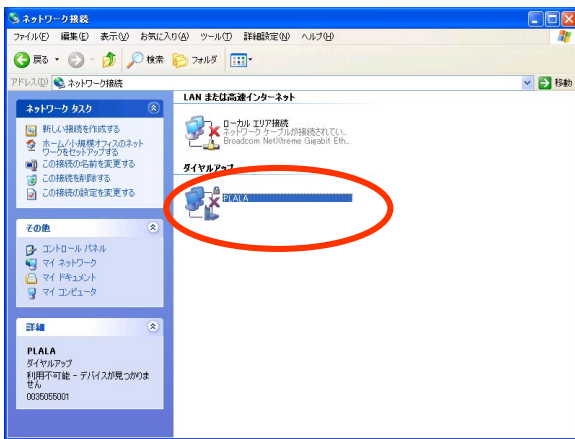 ネットワーク接続
ファイル(F) 編集(E) 表示(V) お気に入り(A) ツール(T) 詳細設定(N) ヘルプ(H)
戻る 検索 フォルダ
アドレス(D) ネットワーク接続 移動
ネットワーク タスク
新しい接続を作成する
ホーム/小規模オフィスのネットワークをセットアップする
この接続の名前を変更する
この接続を削除する
この接続の設定を変更する
その他
コントロール パネル
マイ ネットワーク
マイ ドキュメント
マイ コンピュータ
詳細
PLALA
ダイヤルアップ
利用不可能 - デバイスが見つかりま
せん
0035055001
LAN または高速インターネット
ローカル エリア接続
ネットワーク ケーブルが接続されてい...
Broadcom NetXtreme Gigabit Eth...
ダイヤルアップ
PLALA